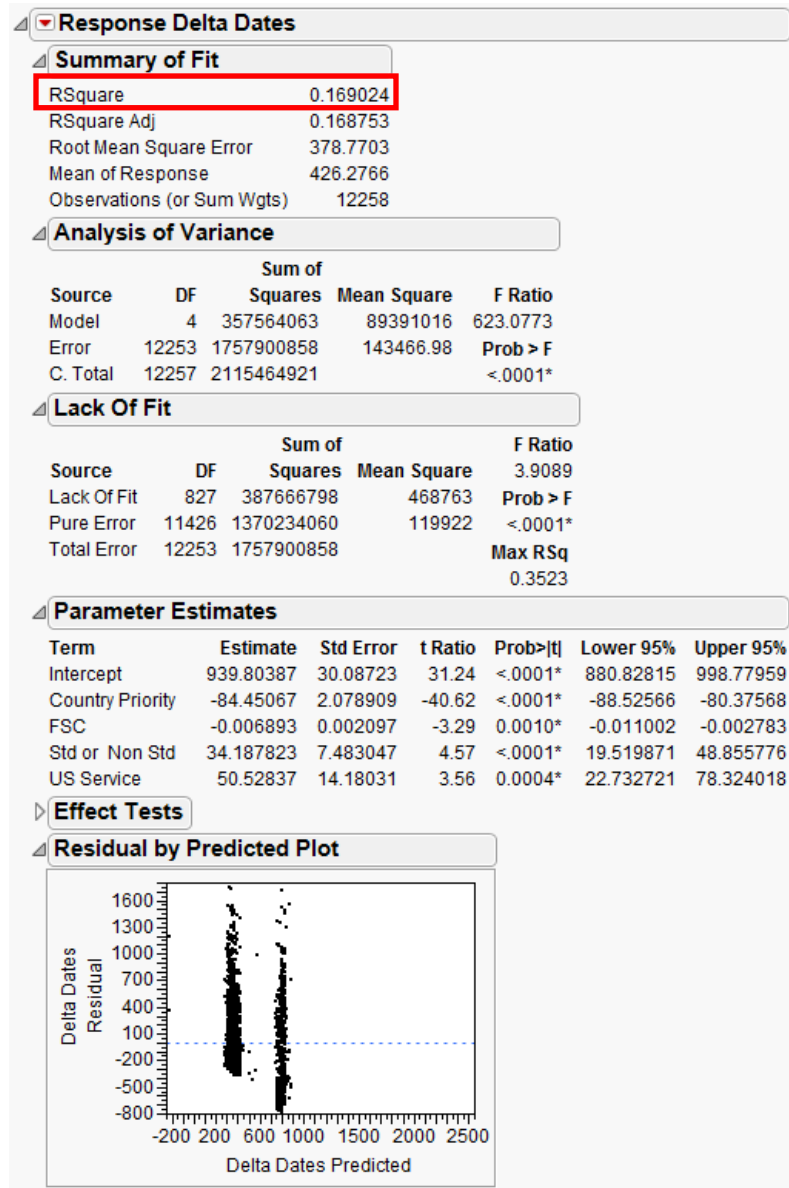 Response Delta Dates
Summary of Fit
RSquare 0.169024
RSquare Adj 0.168753
Root Mean Square Error 378.7703
Mean of Response 426.2766
Observations (or Sum Wgts) 12258
Analysis of Variance
Sum of
Source DF Squares Mean Square F Ratio
Model 4 357564063 89391016 623.0773
Error 12253 1757900858 143466.98 Prob > F
C. Total 12257 2115464921 <.0001*
Lack Of Fit
Sum of F Ratio
Source DF Squares Mean Square 3.9089
Lack Of Fit 827 387666798 468763 Prob > F
Pure Error 11426 1370234060 119922 <.0001*
Total Error 12253 1757900858 Max RSq
0.3523
Parameter Estimates
Term Estimate Std Error t Ratio Prob>|t| Lower 95% Upper 95%
Intercept 939.80387 30.08723 31.24 <.0001* 880.82815 998.77959
Country Priority -84.45067 2.078909 -40.62 <.0001* -88.52566 -80.37568
FSC -0.006893 0.002097 -3.29 0.0010* -0.011002 -0.002783
Std or Non Std 34.187823 7.483047 4.57 <.0001* 19.519871 48.855776
US Service 50.52837 14.18031 3.56 0.0004* 22.732721 78.324018
Effect Tests
Residual by Predicted Plot
1600
1300
1000
700
400
100
-200
-500
-800
Delta Dates
Residual
-200 200 600 1000 1500 2000 2500
Delta Dates Predicted